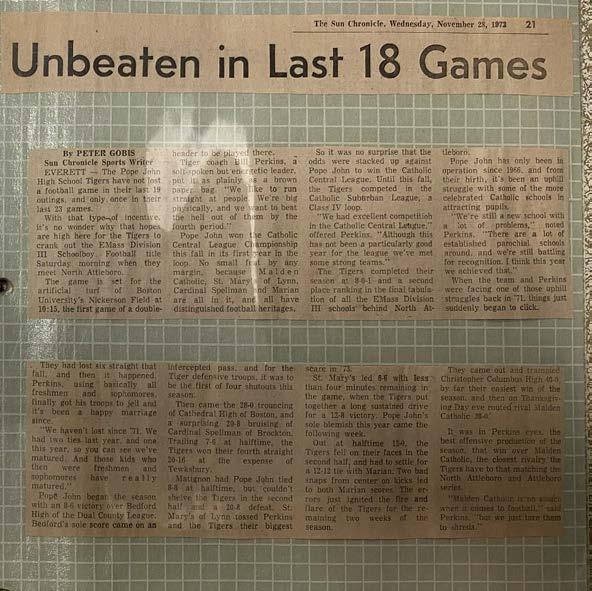 The Sun Chronicle, Wednesday, November 28, 1973 21
Unbeaten in Last 18 Games
By PETER GOBIS
Sun Chronicle Sports Writer
EVERETT — The Pope John
High School Tigers have not lost
a football game in their last 19
outings, and only once in their
last 23 games.
With that type of incentive
it's no wonder why that hopes
are high here for the Tigers to
crank out the EMass Division
III Schoolboy Football title
Saturday morning when they
meet North Attleboro.
The game is set for the
artificial turf of Boston
University's Nickerson Field at
10:15, the first game of a double-
header to be played there.
Tiger coach Bill Perkins, a
soft-spoken but energetic leader,
put it as plainly as a brown
paper bag. "We like to run
straight at people. We're big
physically, and we want to beat
the hell out of them by the
fourth period."
Pope John won the Catholic
Central League Championship
this fall in its first year in the
loop. No small feat by any
margin, because Malden
Catholic, St. Mary's of Lynn,
Cardinal Spellman and Marian
are all in it, and all have
distinguished football heritages.
So it was no surprise that the
odds were stacked up against
Pope John to win the Catholic
Central League. Until this fall,
the Tigers competed in the
Catholic Suburban League, a
Class IV loop.
"We had excellent competition
in the Catholic Central League,"
offered Perkins. "Although this
has not been a particularly good
year for the league we've met
some strong teams."
The Tigers completed their
season at 8-0-1 and a second
place ranking in the final tabula-
tion of all the EMass Division
III schools behind North At-
tleboro.
Pope John has only been in
operation since 1966, and from
their birth, it's been an uphill
struggle with some of the more
celebrated Catholic schools in
attracting pupils.
"We're still a new school with
a lot of problems," noted
Perkins. "There are a lot of
established parochial schools
around, and we're still battling
for recognition. I think this year
we achieved that."
When the team and Perkins
were facing one of those uphill
struggles back in '71, things just
suddenly began to click.
They had lost six straight that
fall, and then it happened.
Perkins, using basically all
freshmen and sophomores,
finally got his troops to jell and
it's been a happy marriage
since.
"We haven't lost since '71. We
had two ties last year, and one
this year, so you can see we've
matured. And those kids who
then were freshmen and
sophomores have really
matured."
Pope John began the season
with an 8-6 victory over Bedford
High of the Dual County League.
Bedford's sole score came on an
intercepted pass, and for the
Tiger defensive troops, it was to
be the first of four shutouts this
season.
Then came the 28-0 trouncing
of Cathedral High of Boston, and
a surprising 20-8 bruising of
Cardinal Spellman of Brockton.
Trailing 7-6 at halftime, the
Tigers won their fourth straight
20-16 at the expense of
Tewksbury.
Matignon had Pope John tied
8-8 at halftime, but couldn't
shelve the Tigers in the second
half and a 20-8 defeat. St.
Mary's of Lynn tossed Perkins
and the Tigers their biggest
scare in '73.
St. Mary's led 8-6 with less
than four minutes remaining in
the game, when the Tigers put
together a long sustained drive
for a 12-8 victory. Pope John's
sole blemish this year came the
following week.
Out at halftime the
Tigers fell on their faces in the
second half, and had to settle for
a 12-12 tie with Marian. Two bad
snaps from center on kicks led
to both Marian scores. The er-
rors just ignited the fire and
flare of the Tigers for the re-
maining two weeks of the
season.
They came out and trampled
Christopher Columbus High
by far their easiest win of the
season, and then on Thanksgiv-
ing Day eve routed rival Malden
Catholic
It was in Perkins eyes, the
best offensive production of the
season, that win over Malden
Catholic, the closest rivalry the
Tigers have to that matching the
North Attleboro and Attleboro
series.
"Malden Catholic is no slouch
when it comes to football," said
Perkins, "but we just tore them
to shreds."